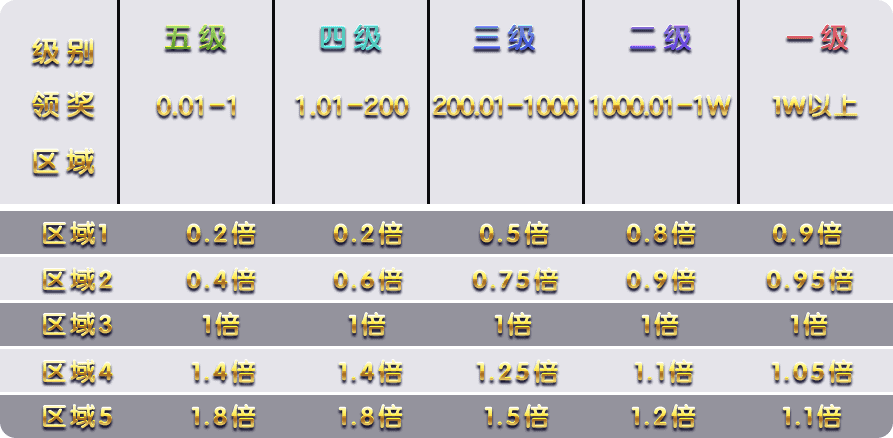 级别 五级 四级 三级 二级 一级
领奖 0.01-1 1.01-200 200.01-1000 1000.01-1W 1W以上
区域
区域1 0.2倍 0.2倍 0.5倍 0.8倍 0.9倍
区域2 0.4倍 0.6倍 0.75倍 0.9倍 0.95倍
区域3 1倍 1倍 1倍 1倍 1倍
区域4 1.4倍 1.4倍 1.25倍 1.1倍 1.05倍
区域5 1.8倍 1.8倍 1.5倍 1.2倍 1.1倍